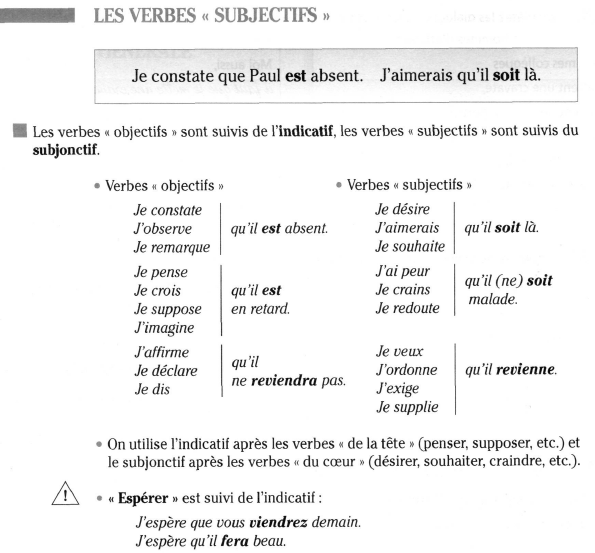 LES VERBES « SUBJECTIFS »
Je constate que Paul est absent. J'aimerais qu'il soit là.
Les verbes « objectifs » sont suivis de l'indicatif, les verbes « subjectifs » sont suivis du
subjonctif.
• Verbes « objectifs »
Je constate
J'observe
Je remarque
qu'il est absent.
Je pense
Je crois
Je suppose
J'imagine
qu'il est
en retard.
J'affirme
Je déclare
Je dis
qu'il
ne reviendra pas.
• Verbes « subjectifs »
Je désire
J'aimerais
Je souhaite
qu'il soit là.
J'ai peur
Je crains
Je redoute
qu'il (ne) soit
malade.
Je veux
J'ordonne
J'exige
Je supplie
qu'il revienne.
• On utilise l'indicatif après les verbes « de la tête » (penser, supposer, etc.) et
le subjonctif après les verbes « du cœur » (désirer, souhaiter, craindre, etc.).
! • « Espérer » est suivi de l'indicatif :
J'espère que vous viendrez demain.
J'espère qu'il fera beau.